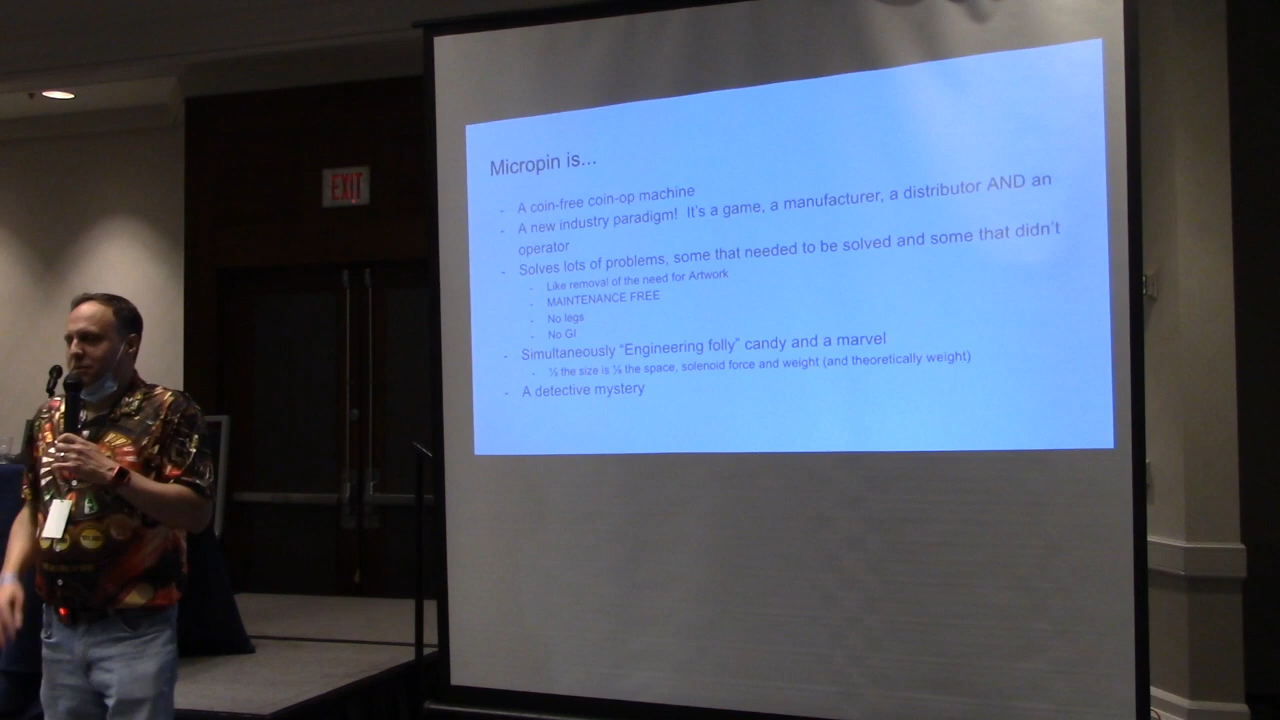 EXIT
Micropin is...
- A coin-free coin-op machine
- A new industry paradigm! It's a game, a manufacturer, a distributor AND an
operator
- Solves lots of problems, some that needed to be solved and some that didn't
- Like removal of the need for Artwork
- MAINTENANCE FREE
- No legs
- No GI
- Simultaneously "Engineering folly" candy and a marvel
- the size is the space, solenoid force and weight (and theoretically weight)
- A detective mystery